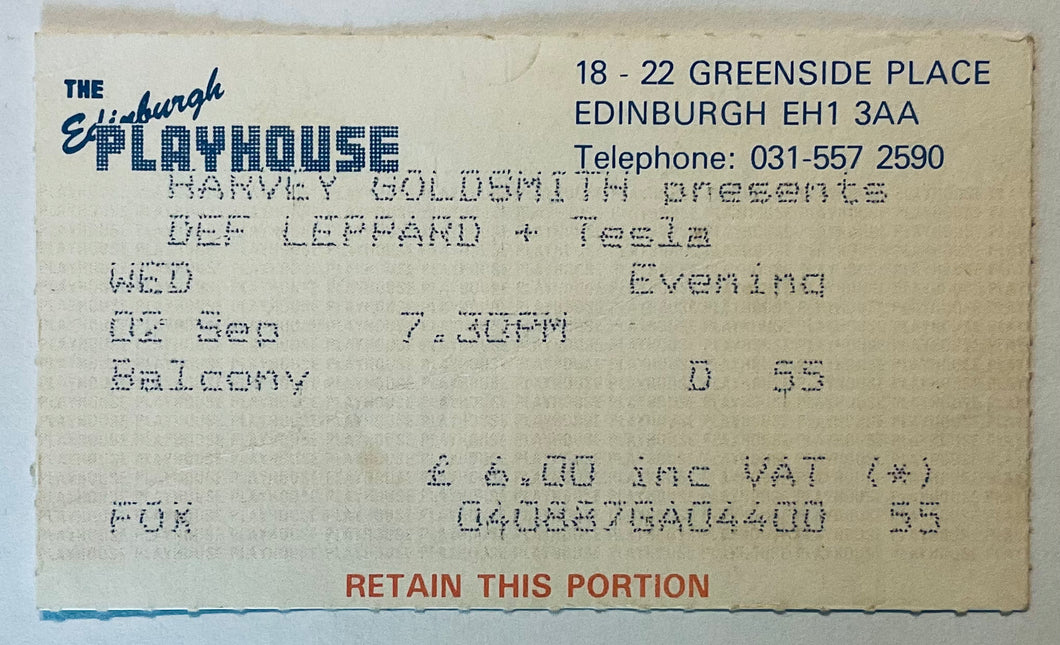 THE
Edinburgh
PLAYHOUSE
18 - 22 GREENSIDE PLACE
EDINBURGH EH1 3AA
Telephone: 031-557 2590
HARVEY GOLDSMITH presents
DEF LEPPARD + Tesla
WED Evening
02 Sep 7.30PM
Balcony D 55
£ 6.00 inc VAT (*)
FOX 040887GA04400 55
RETAIN THIS PORTION